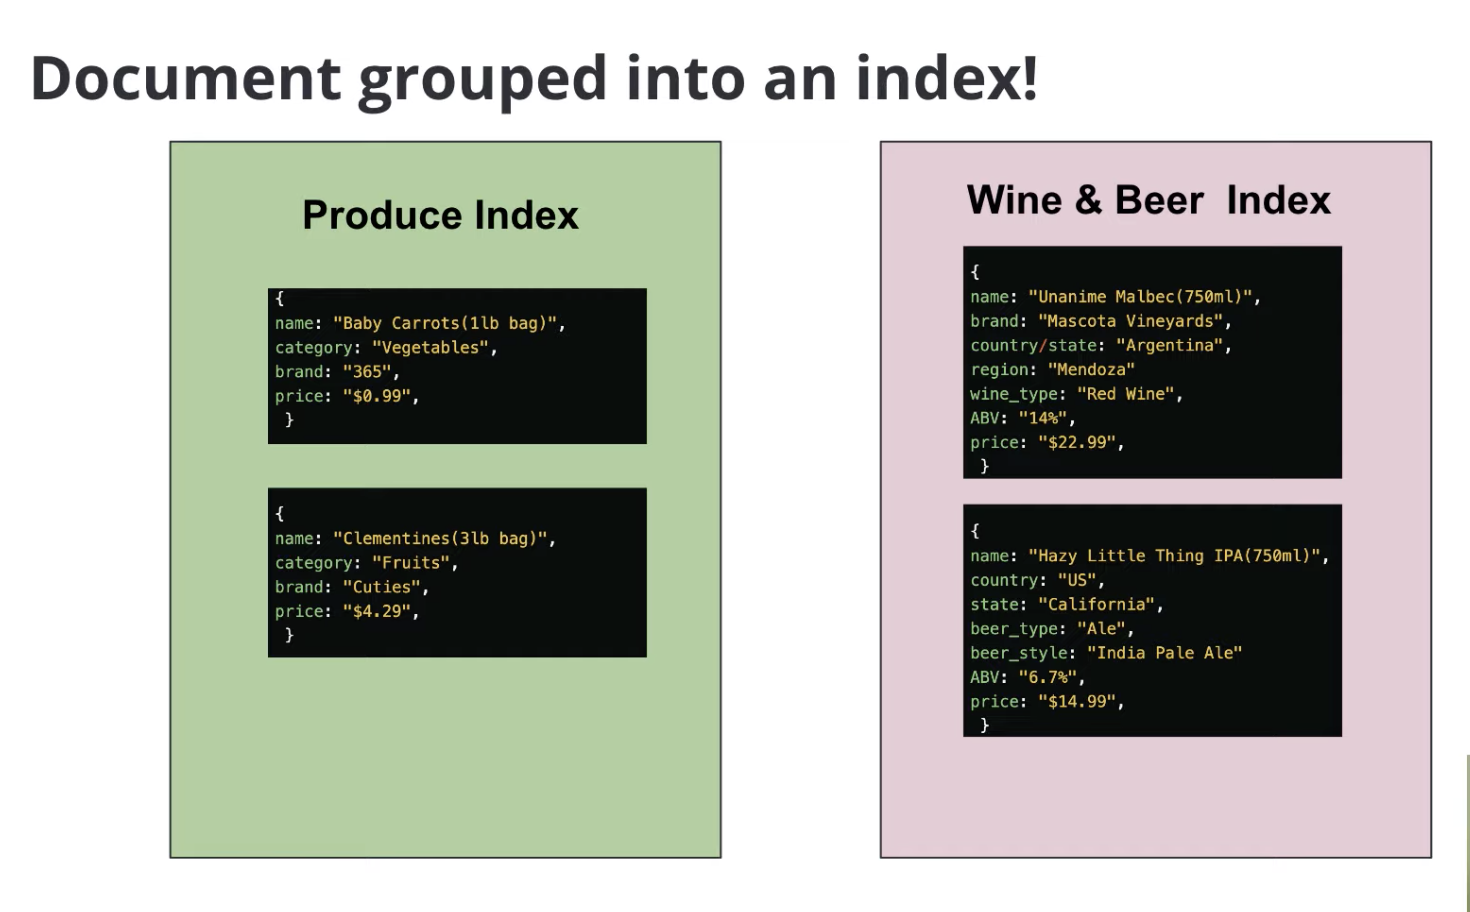 Document grouped into an index!
Produce Index
{
name: "Baby Carrots(1lb bag)",
category: "Vegetables",
brand: "365",
price: "$0.99",
}
{
name: "Clementines(3lb bag)",
category: "Fruits",
brand: "Cuties",
price: "$4.29",
}
Wine & Beer  Index
{
name: "Unanime Malbec(750ml)",
brand: "Mascota Vineyards",
country/state: "Argentina",
region: "Mendoza"
wine_type: "Red Wine",
ABV: "14%",
price: "$22.99",
}
{
name: "Hazy Little Thing IPA(750ml)",
country: "US",
state: "California",
beer_type: "Ale",
beer_style: "India Pale Ale"
ABV: "6.7%",
price: "$14.99",
}